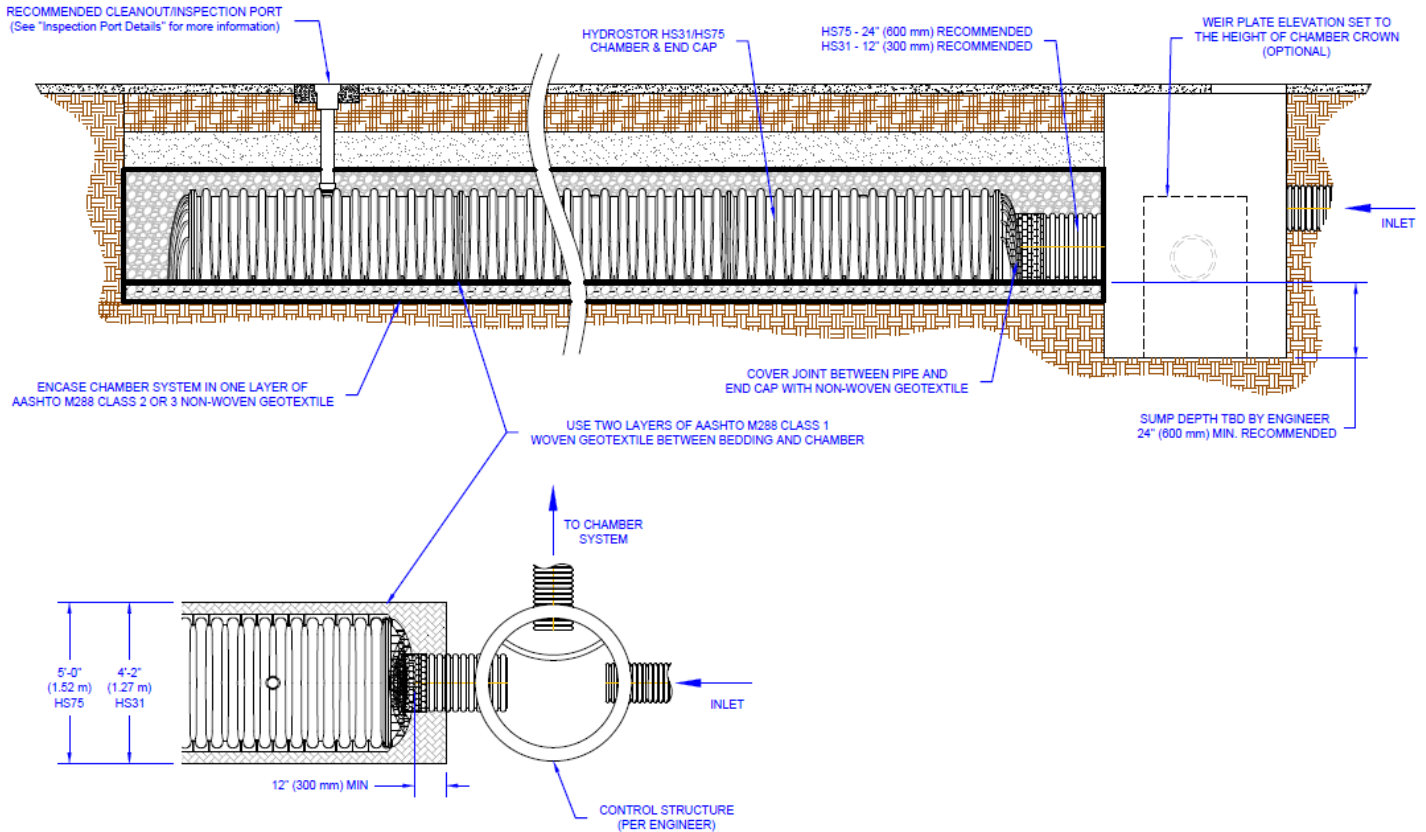 RECOMMENDED CLEANOUT/INSPECTION PORT
(See "Inspection Port Details" for more information)
HYDROSTOR HS31/HS75
CHAMBER & END CAP
HS75 - 24" (600 mm) RECOMMENDED
HS31 - 12" (300 mm) RECOMMENDED
WEIR PLATE ELEVATION SET TO
THE HEIGHT OF CHAMBER CROWN
(OPTIONAL)
INLET
ENCASE CHAMBER SYSTEM IN ONE LAYER OF
AASHTO M288 CLASS 2 OR 3 NON-WOVEN GEOTEXTILE
COVER JOINT BETWEEN PIPE AND
END CAP WITH NON-WOVEN GEOTEXTILE
SUMP DEPTH TBD BY ENGINEER
24" (600 mm) MIN. RECOMMENDED
USE TWO LAYERS OF AASHTO M288 CLASS 1
WOVEN GEOTEXTILE BETWEEN BEDDING AND CHAMBER
TO CHAMBER
SYSTEM
5'-0"
(1.52 m)
HS75
4'-2"
(1.27 m)
HS31
INLET
12" (300 mm) MIN
CONTROL STRUCTURE
(PER ENGINEER)